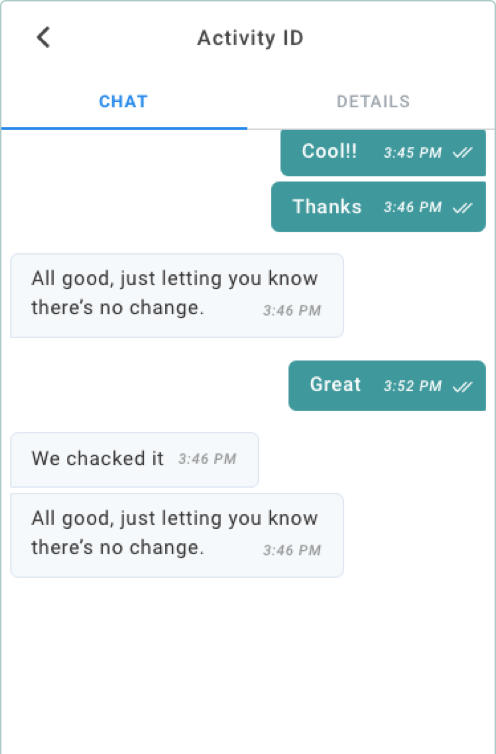 Activity ID
CHAT DETAILS
Cool!! 3:45 PM
Thanks 3:46 PM
All good, just letting you know
there’s no change. 3:46 PM
Great 3:52 PM
We chacked it 3:46 PM
All good, just letting you know
there’s no change. 3:46 PM